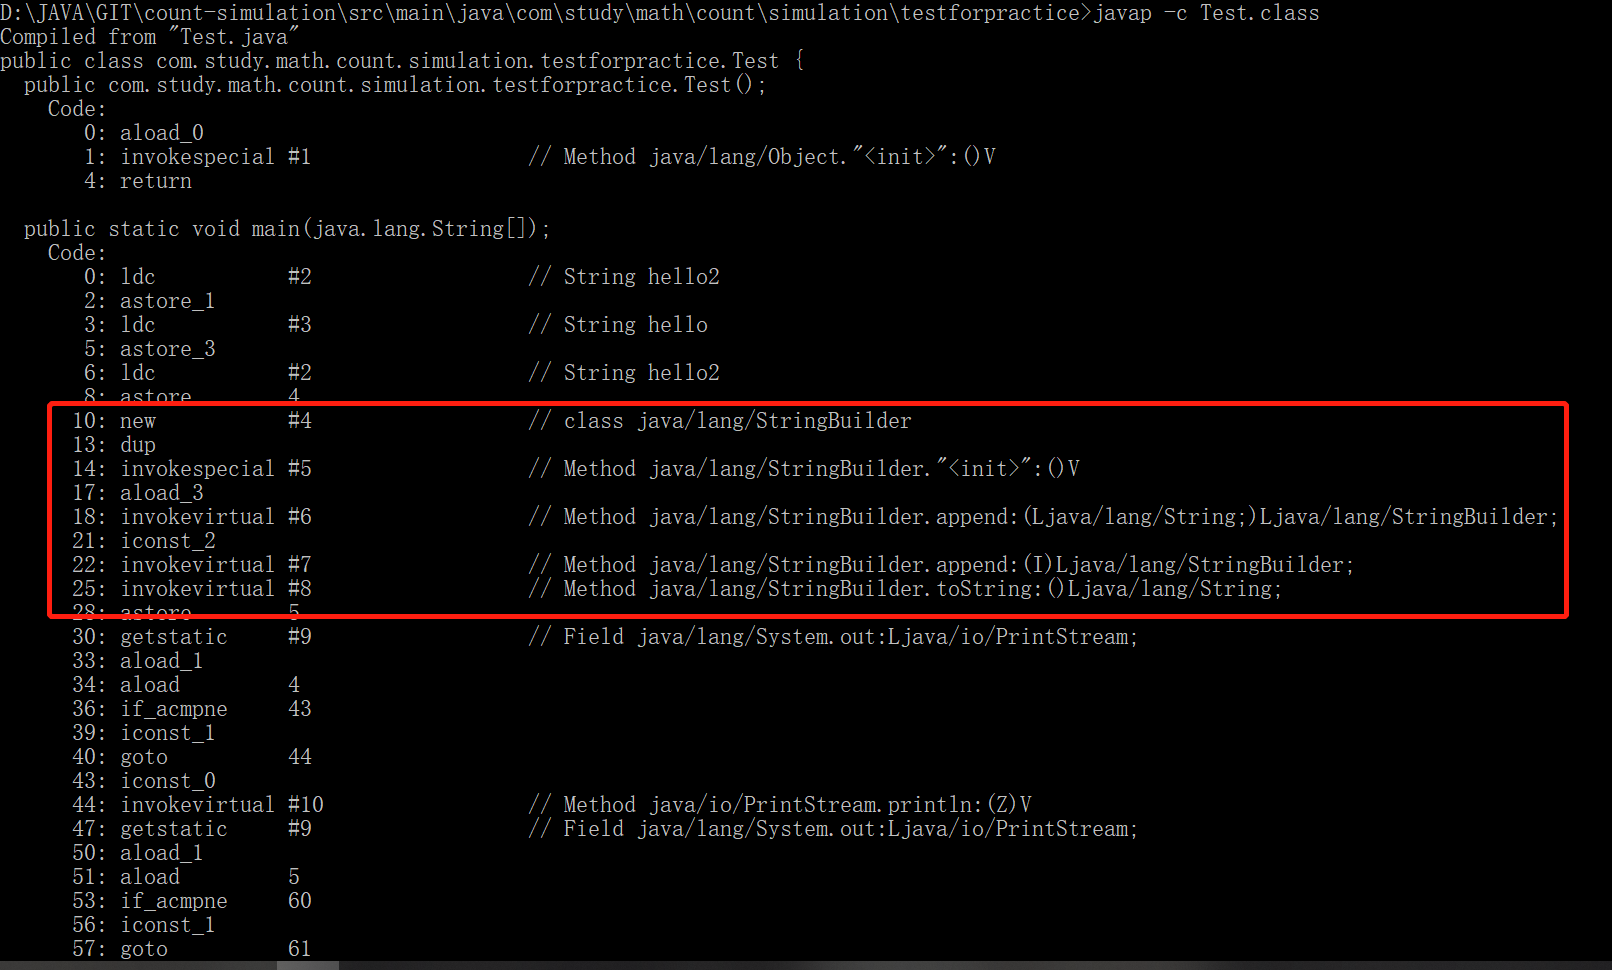 D:\JAVA\GIT\count-simulation\src\main\java\com\study\math\count\simulation\testforpractice>javap -c Test.class
Compiled from "Test.java"
public class com.study.math.count.simulation.testforpractice.Test {
  public com.study.math.count.simulation.testforpractice.Test();
    Code:
       0: aload_0
       1: invokespecial #1                  // Method java/lang/Object."<init>":()V
       4: return

  public static void main(java.lang.String[]);
    Code:
       0: ldc           #2                  // String hello2
       2: astore_1
       3: ldc           #3                  // String hello
       5: astore_3
       6: ldc           #2                  // String hello2
       8: astore        4
      10: new           #4                  // class java/lang/StringBuilder
      13: dup
      14: invokespecial #5                  // Method java/lang/StringBuilder."<init>":()V
      17: aload_3
      18: invokevirtual #6                  // Method java/lang/StringBuilder.append:(Ljava/lang/String;)Ljava/lang/StringBuilder;
      21: iconst_2
      22: invokevirtual #7                  // Method java/lang/StringBuilder.append:(I)Ljava/lang/StringBuilder;
      25: invokevirtual #8                  // Method java/lang/StringBuilder.toString:()Ljava/lang/String;
      28: astore        5
      30: getstatic     #9                  // Field java/lang/System.out:Ljava/io/PrintStream;
      33: aload_1
      34: aload         4
      36: if_acmpne     43
      39: iconst_1
      40: goto          44
      43: iconst_0
      44: invokevirtual #10                 // Method java/io/PrintStream.println:(Z)V
      47: getstatic     #9                  // Field java/lang/System.out:Ljava/io/PrintStream;
      50: aload_1
      51: aload         5
      53: if_acmpne     60
      56: iconst_1
      57: goto          61